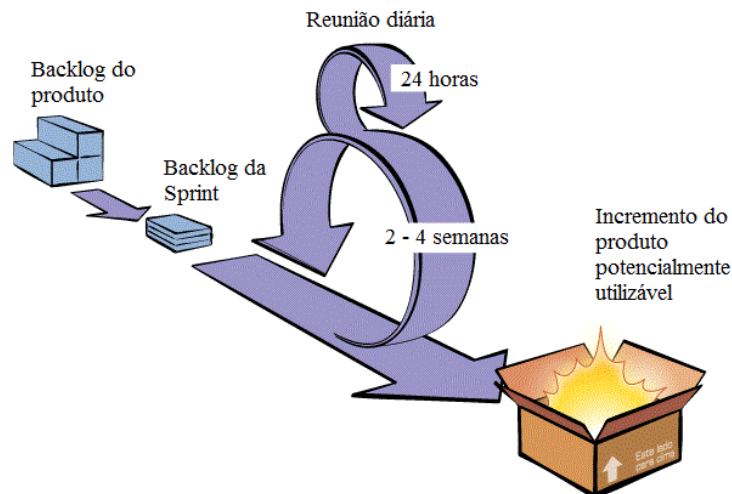 Reunião diária
24 horas
Backlog do
produto
Backlog da
Sprint
2 - 4 semanas
Incremento do
produto
potencialmente
utilizável
Este lado
para cima